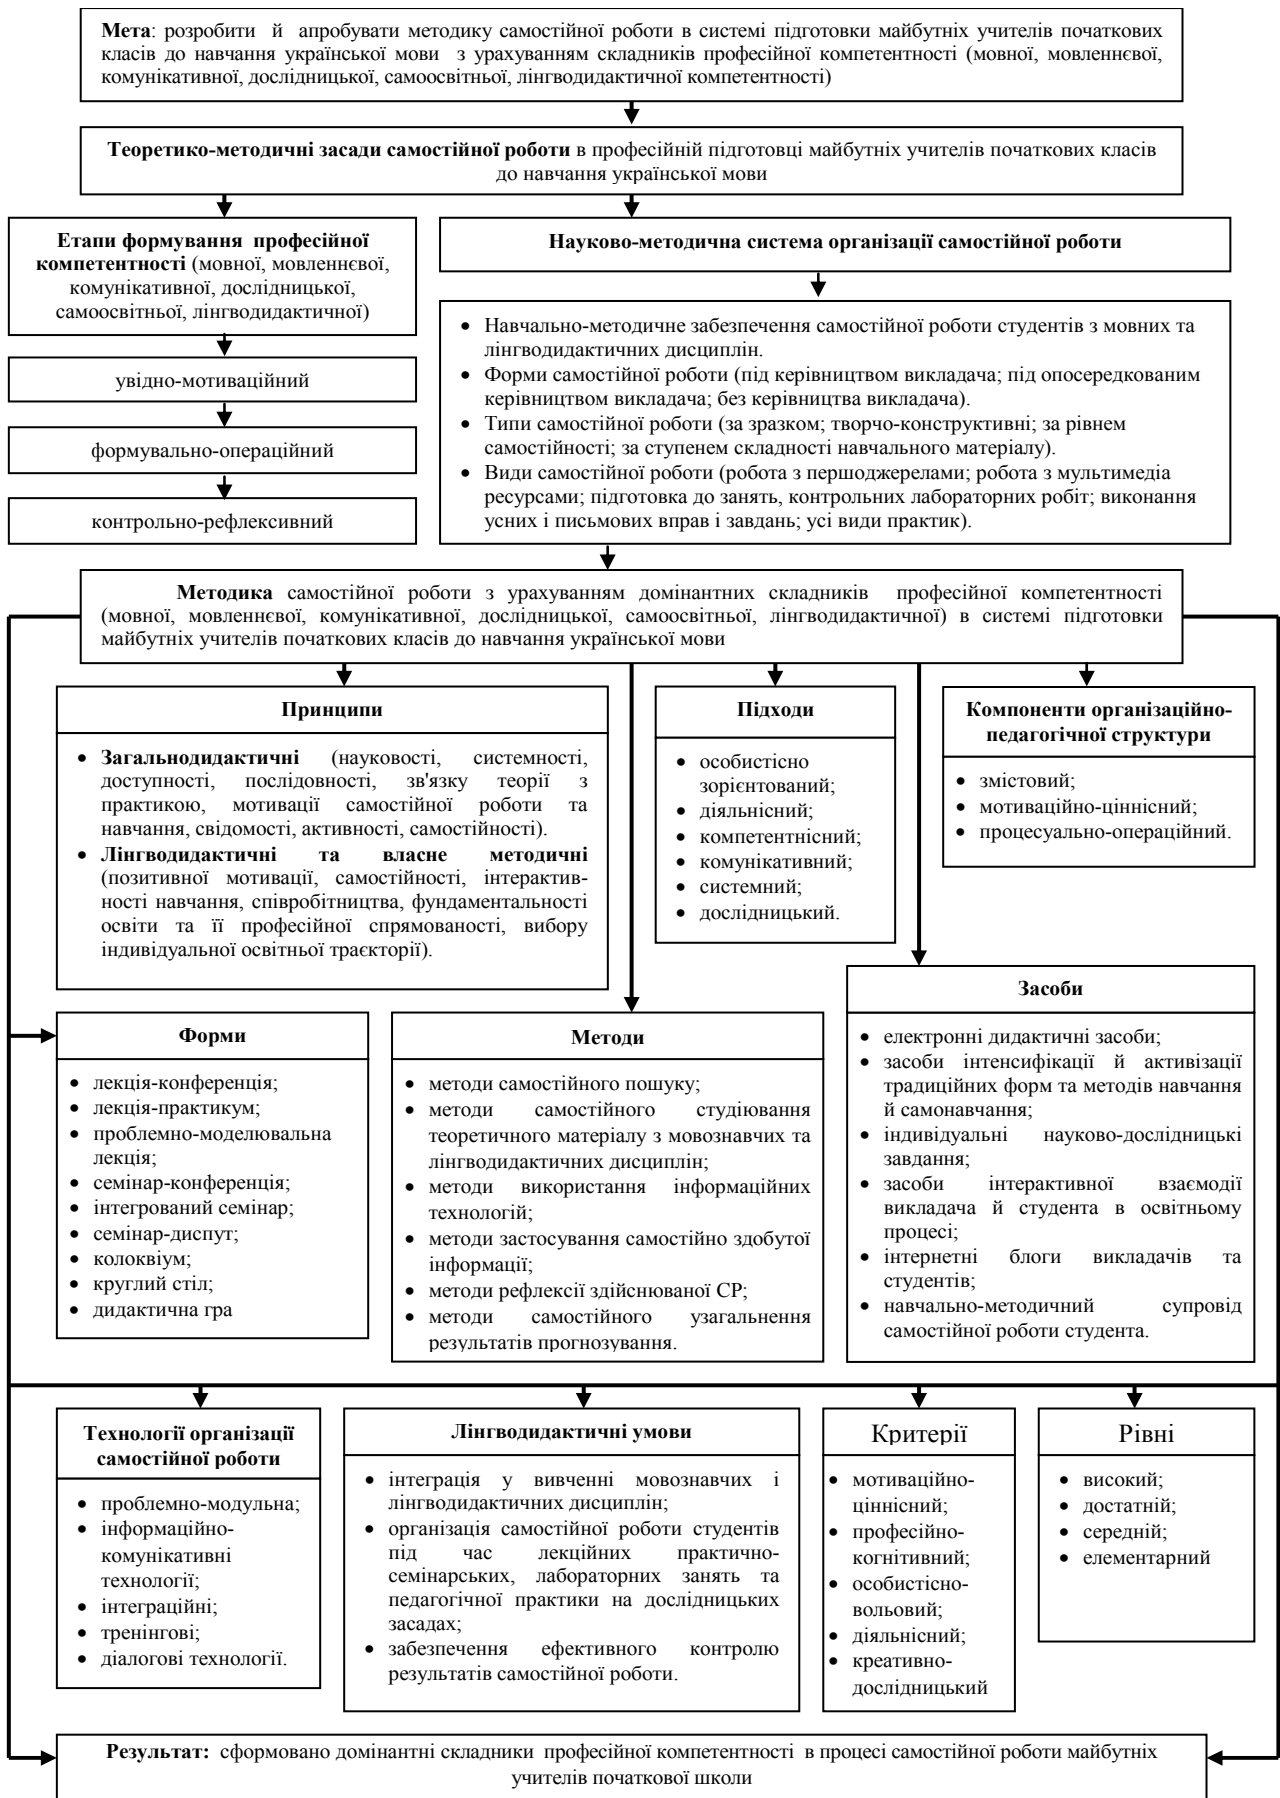 Мета: розробити й апробувати методику самостійної роботи в системі підготовки майбутніх учителів початкових
класів до навчання української мови з урахуванням складників професійної компетентності (мовної, мовленнєвої,
комунікативної, дослідницької, самоосвітньої, лінгводидактичної компетентності)
Теоретико-методичні засади самостійної роботи в професійній підготовці майбутніх учителів початкових класів
до навчання української мови
Етапи формування професійної
компетентності (мовної, мовленнєвої,
комунікативної, дослідницької,
самоосвітньої, лінгводидактичної)
увідно-мотиваційний
формувально-операційний
контрольно-рефлексивний
Науково-методична система організації самостійної роботи
• Навчально-методичне забезпечення самостійної роботи студентів з мовних та
лінгводидактичних дисциплін.
• Форми самостійної роботи (під керівництвом викладача; під опосередкованим
керівництвом викладача; без керівництва викладача).
• Типи самостійної роботи (за зразком; творчо-конструктивні; за рівнем
самостійності; за ступенем складності навчального матеріалу).
• Види самостійної роботи (робота з першоджерелами; робота з мультимедіа
ресурсами; підготовка до занять, контрольних лабораторних робіт; виконання
усних і письмових вправ і завдань; усі види практик).
Методика самостійної роботи з урахуванням домінантних складників професійної компетентності
(мовної, мовленнєвої, комунікативної, дослідницької, самоосвітньої, лінгводидактичної) в системі підготовки
майбутніх учителів початкових класів до навчання української мови
Принципи
• Загальнодидактичні (науковості, системності,
доступності, послідовності, зв'язку теорії з
практикою, мотивації самостійної роботи та
навчання, свідомості, активності, самостійності).
• Лінгводидактичні та власне методичні
(позитивної мотивації, самостійності, інтерактив-
ності навчання, співробітництва, фундаментальності
освіти та її професійної спрямованості, вибору
індивідуальної освітньої траєкторії).
Підходи
• особистісно
зорієнтований;
• діяльнісний;
• компетентнісний;
• комунікативний;
• системний;
• дослідницький.
Компоненти організаційно-
педагогічної структури
• змістовий;
• мотиваційно-ціннісний;
• процесуально-операційний.
Форми
• лекція-конференція;
• лекція-практикум;
• проблемно-моделювальна
лекція;
• семінар-конференція;
• інтегрований семінар;
• семінар-диспут;
• колоквіум;
• круглий стіл;
• дидактична гра
Методи
• методи самостійного пошуку;
• методи самостійного студіювання
теоретичного матеріалу з мовознавчих та
лінгводидактичних дисциплін;
• методи використання інформаційних
технологій;
• методи застосування самостійно здобутої
інформації;
• методи рефлексії здійснюваної СР;
• методи самостійного узагальнення
результатів прогнозування.
Засоби
• електронні дидактичні засоби;
• засоби інтенсифікації й активізації
традиційних форм та методів навчання
й самонавчання;
• індивідуальні науково-дослідницькі
завдання;
• засоби інтерактивної взаємодії
викладача й студента в освітньому
процесі;
• інтернетні блоги викладачів та
студентів;
• навчально-методичний супровід
самостійної роботи студента.
Технології організації
самостійної роботи
• проблемно-модульна;
• інформаційно-
комунікативні
технології;
• інтеграційні;
• тренінгові;
• діалогові технології.
Лінгводидактичні умови
• інтеграція у вивченні мовознавчих і
лінгводидактичних дисциплін;
• організація самостійної роботи студентів
під час лекційних практично-
семінарських, лабораторних занять та
педагогічної практики на дослідницьких
засадах;
• забезпечення ефективного контролю
результатів самостійної роботи.
Критерії
• мотиваційно-
ціннісний;
• професійно-
когнітивний;
• особистісно-
вольовий;
• діяльнісний;
• креативно-
дослідницький
Рівні
• високий;
• достатній;
• середній;
• елементарний
Результат: сформовано домінантні складники професійної компетентності в процесі самостійної роботи майбутніх
учителів початкової школи